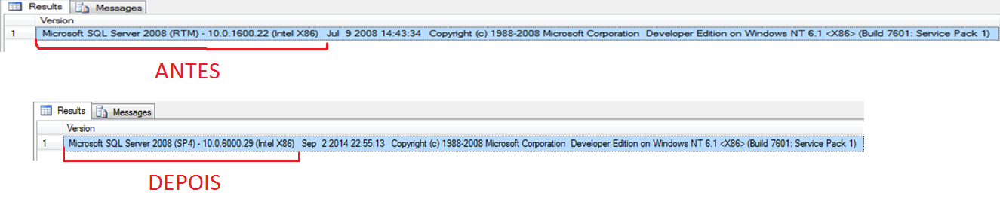 Results Messages
Version
1 Microsoft SQL Server 2008 (RTM) - 10.0.1600.22 (Intel X86) Jul 9 2008 14:43:34 Copyright (c) 1988-2008 Microsoft Corporation Developer Edition on Windows NT 6.1 <X86> (Build 7601: Service Pack 1)
ANTES
Results Messages
Version
1 Microsoft SQL Server 2008 (SP4) - 10.0.6000.29 (Intel X86) Sep 2 2014 22:55:13 Copyright (c) 1988-2008 Microsoft Corporation Developer Edition on Windows NT 6.1 <X86> (Build 7601: Service Pack 1)
DEPOIS